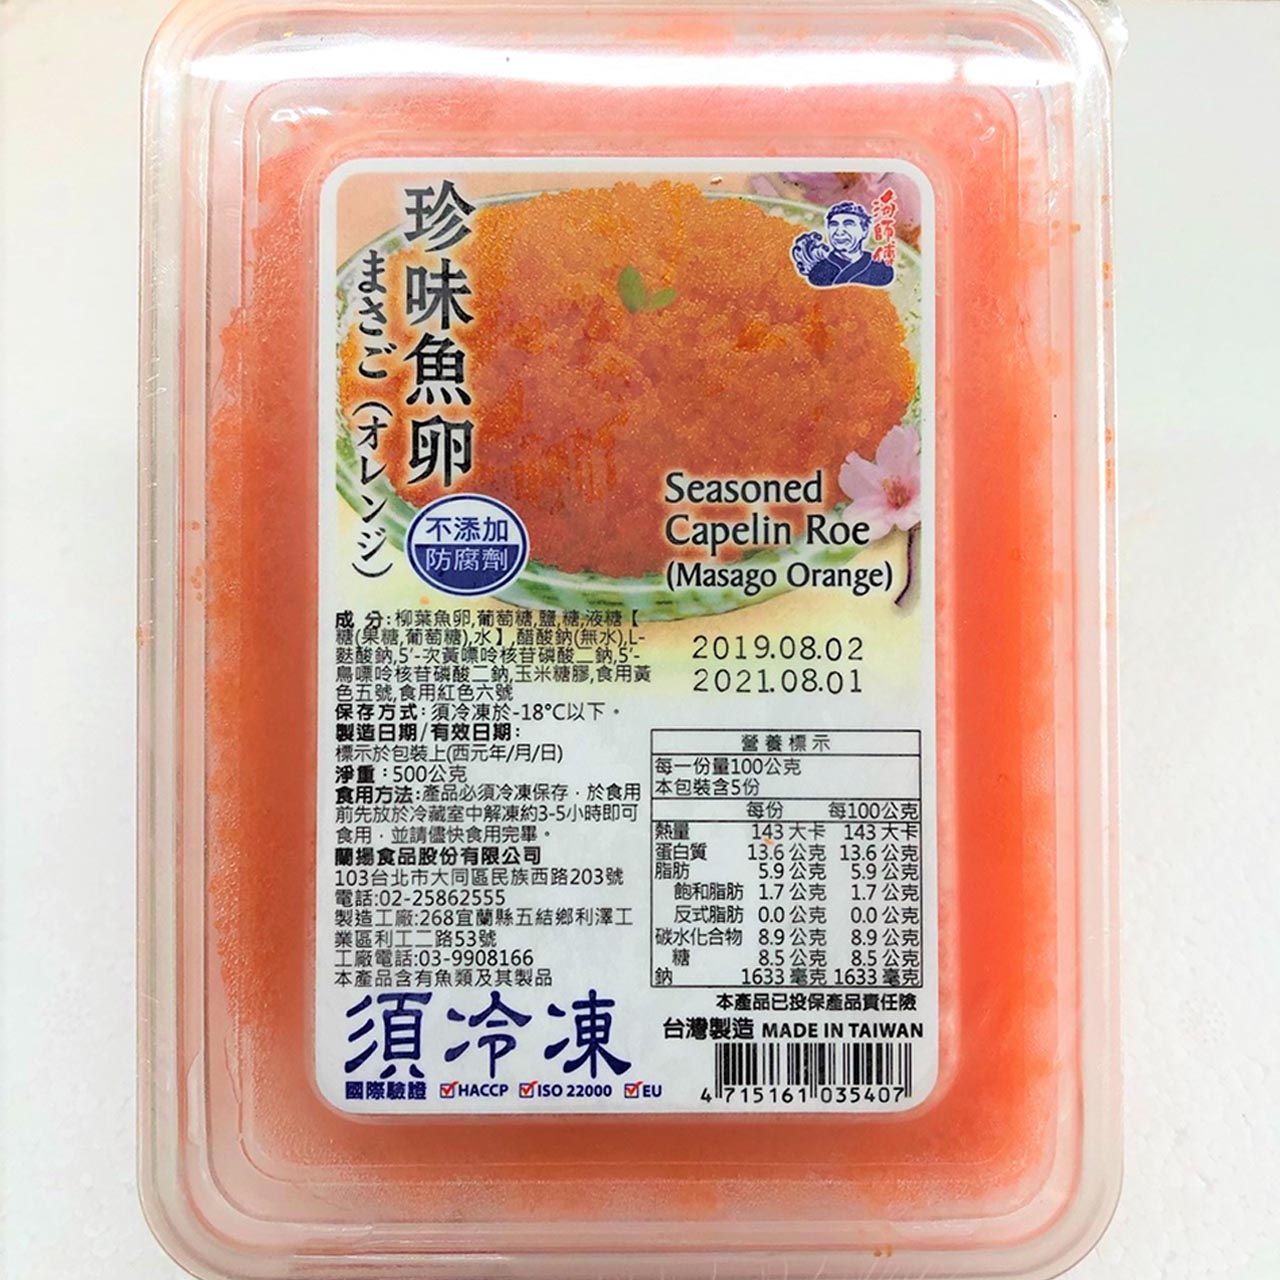 珍味魚卵
まさご(オレンジ)
海師傅
不添加
防腐劑
Seasoned
Capelin Roe
(Masago Orange)
成 分:柳葉魚卵,葡萄糖,鹽,糖,液糖【
糖(果糖,葡萄糖),水】,醋酸鈉(無水),L-
麩酸鈉,5'-次黃嘌呤核苷磷酸二鈉,5'-
鳥嘌呤核苷磷酸二鈉,玉米糖膠,食用黃
色五號,食用紅色六號
保存方式:須冷凍於-18°C以下。
製造日期/有效日期:
標示於包裝上(西元年/月/日)
淨重:500公克
食用方法:產品必須冷凍保存,於食用
前先放於冷藏室中解凍約3-5小時即可
食用,並請儘快食用完畢。
蘭揚食品股份有限公司
103台北市大同區民族西路203號
電話:02-25862555
製造工廠:268宜蘭縣五結鄉利澤工
業區利工二路53號
工廠電話:03-9908166
本產品含有魚類及其製品
2019.08.02
2021.08.01
營養標示
每一份量100公克
本包裝含5份
每份 每100公克
熱量 143 大卡 143 大卡
蛋白質 13.6 公克 13.6 公克
脂肪 5.9 公克 5.9 公克
飽和脂肪 1.7 公克 1.7 公克
反式脂肪 0.0 公克 0.0 公克
碳水化合物 8.9 公克 8.9 公克
糖 8.5 公克 8.5 公克
鈉 1633 毫克 1633 毫克
本產品已投保產品責任險
台灣製造 MADE IN TAIWAN
須冷凍
國際驗證 HACCP ISO 22000 EU
4 715161 035407